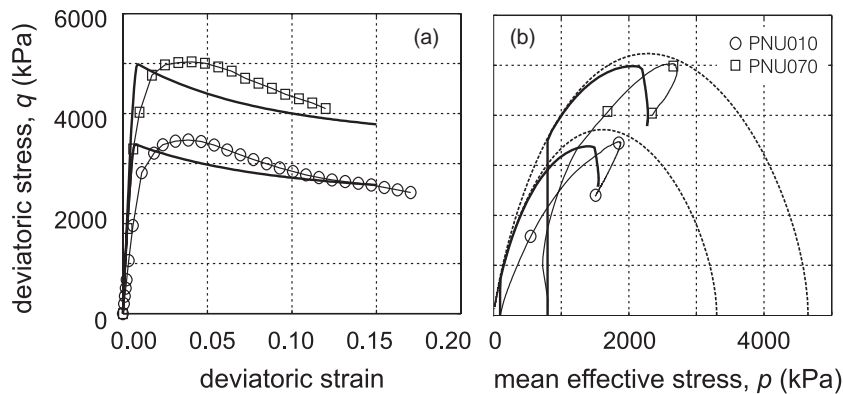 (a)
6000
4000
2000
0
deviatoric stress, q (kPa)
0.00 0.05 0.10 0.15 0.20
deviatoric strain
(b)
PNU010
PNU070
2000 4000
mean effective stress, p (kPa)